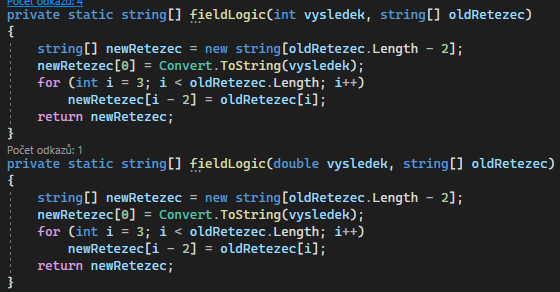 Počet odkazů: 4
private static string[] fieldLogic(int vysledek, string[] oldRetezec)
{
string[] newRetezec = new string[oldRetezec.Length - 2];
newRetezec[0] = Convert.ToString(vysledek);
for (int i = 3; i < oldRetezec.Length; i++)
newRetezec[i - 2] = oldRetezec[i];
return newRetezec;
}
Počet odkazů: 1
private static string[] fieldLogic(double vysledek, string[] oldRetezec)
{
string[] newRetezec = new string[oldRetezec.Length - 2];
newRetezec[0] = Convert.ToString(vysledek);
for (int i = 3; i < oldRetezec.Length; i++)
newRetezec[i - 2] = oldRetezec[i];
return newRetezec;
}